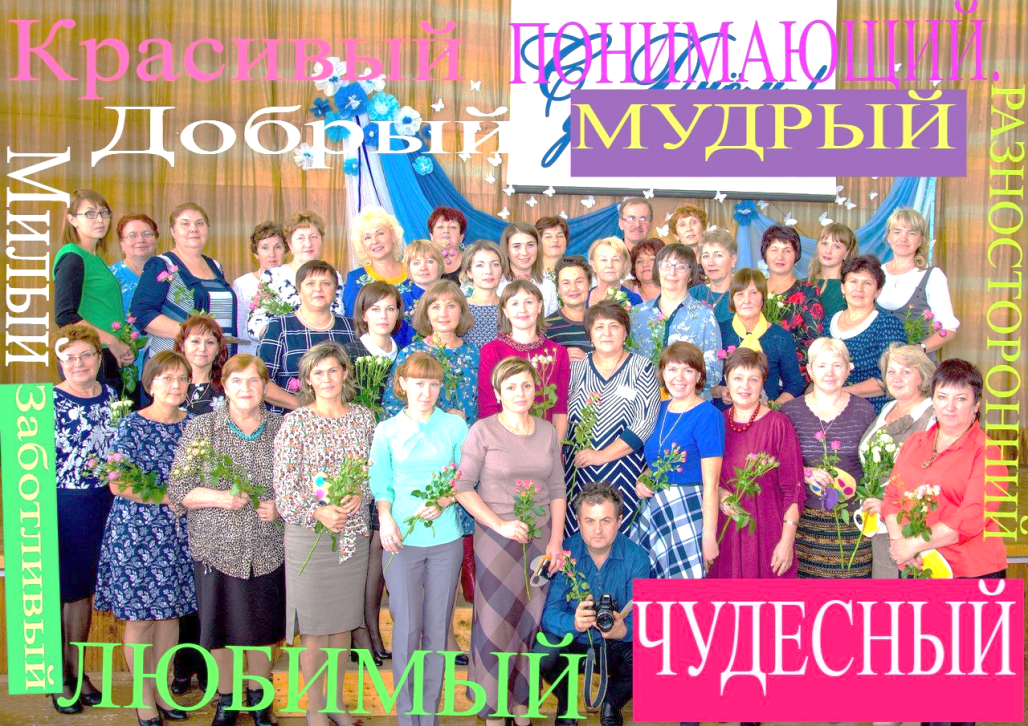 Красивый
ПОНИМАЮЩИЙ.
Добрый
МУДРЫЙ
РАЗНОСТОРОННИЙ
Милый
Заботливый
ЛЮБИМЫЙ
ЧУДЕСНЫЙ